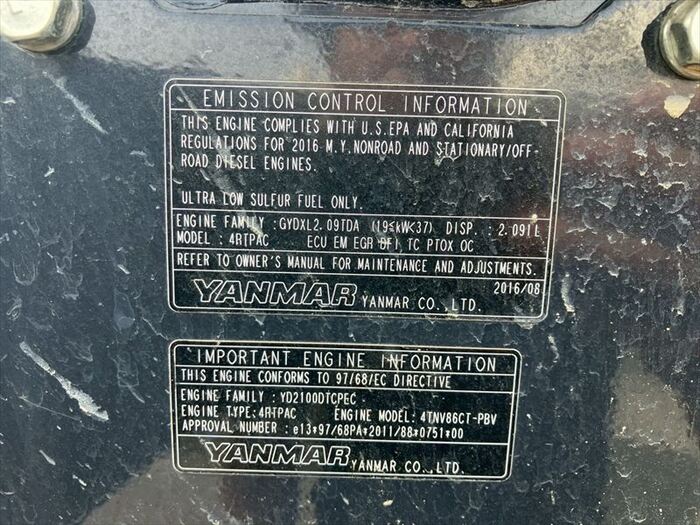 EMISSION CONTROL INFORMATION
THIS ENGINE COMPLIES WITH U.S.EPA AND CALIFORNIA
REGULATIONS FOR 2016 M.Y.NONROAD AND STATIONARY/OFF-
ROAD DIESEL ENGINES.
ULTRA LOW SULFUR FUEL ONLY.
ENGINE FAMILY :GYDXL2.09TDA (19≤kW<37) DISP.:2.091L
MODEL :4RTPAC ECU EM EGR DFI TC PTOX OC
REFER TO OWNER'S MANUAL FOR MAINTENANCE AND ADJUSTMENTS.
2016/08
YANMAR YANMAR CO.,LTD.
IMPORTANT ENGINE INFORMATION
THIS ENGINE CONFORMS TO 97/68/EC DIRECTIVE
ENGINE FAMILY :YD2100DTCPEC
ENGINE TYPE:4RTPAC ENGINE MODEL:4TNV86CT-PBV
APPROVAL NUMBER :e13*97/68PA*2011/88*0751*00
YANMAR YANMAR CO.,LTD.